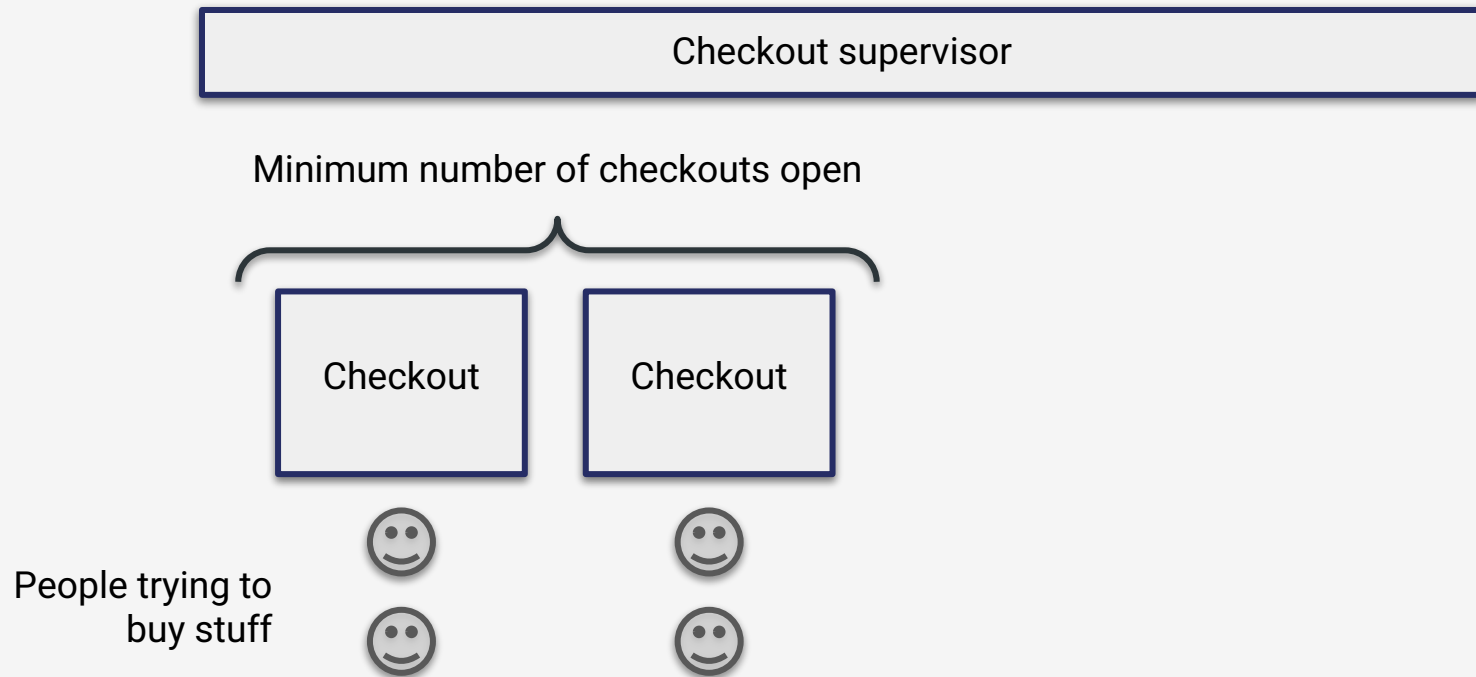 Checkout supervisor
Minimum number of checkouts open
Checkout
Checkout
People trying to
buy stuff